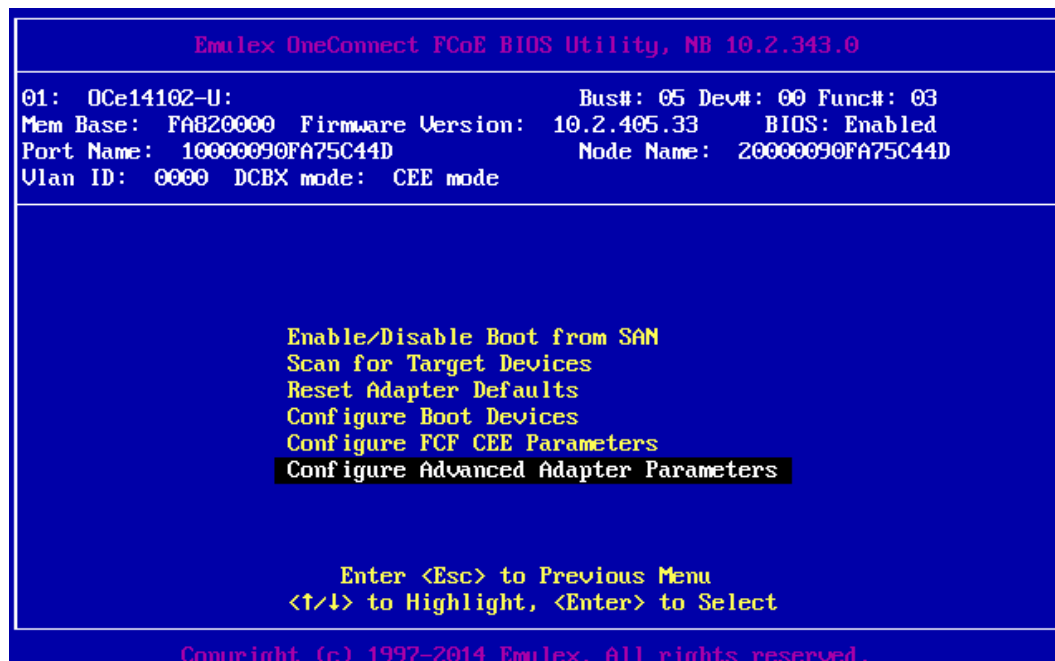 Emulex OneConnect FCoE BIOS Utility, NB 10.2.343.0
01: OCe14102-U: Bus#: 05 Dev#: 00 Func#: 03
Mem Base: FA820000 Firmware Version: 10.2.405.33 BIOS: Enabled
Port Name: 10000090FA75C44D Node Name: 20000090FA75C44D
Vlan ID: 0000 DCBX mode: CEE mode
Enable/Disable Boot from SAN
Scan for Target Devices
Reset Adapter Defaults
Configure Boot Devices
Configure FCF CEE Parameters
Configure Advanced Adapter Parameters
Enter <Esc> to Previous Menu
<↑/↓> to Highlight, <Enter> to Select
Copyright (c) 1997-2014 Emulex. All rights reserved.